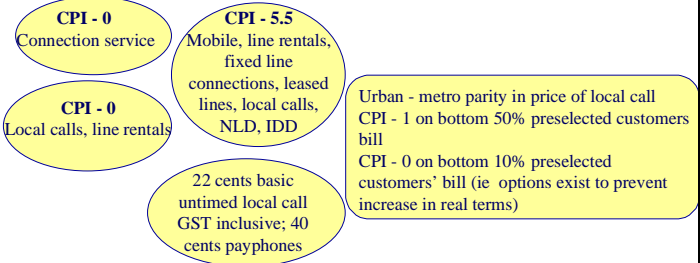 CPI - 0
Connection service
CPI - 5.5
Mobile, line rentals,
fixed line
connections, leased
lines, local calls,
NLD, IDD
CPI - 0
Local calls, line rentals
Urban - metro parity in price of local call
CPI - 1 on bottom 50% preselected customers
bill
CPI - 0 on bottom 10% preselected
customers’ bill (ie  options exist to prevent
increase in real terms)
22 cents basic
untimed local call
GST inclusive; 40
cents payphones